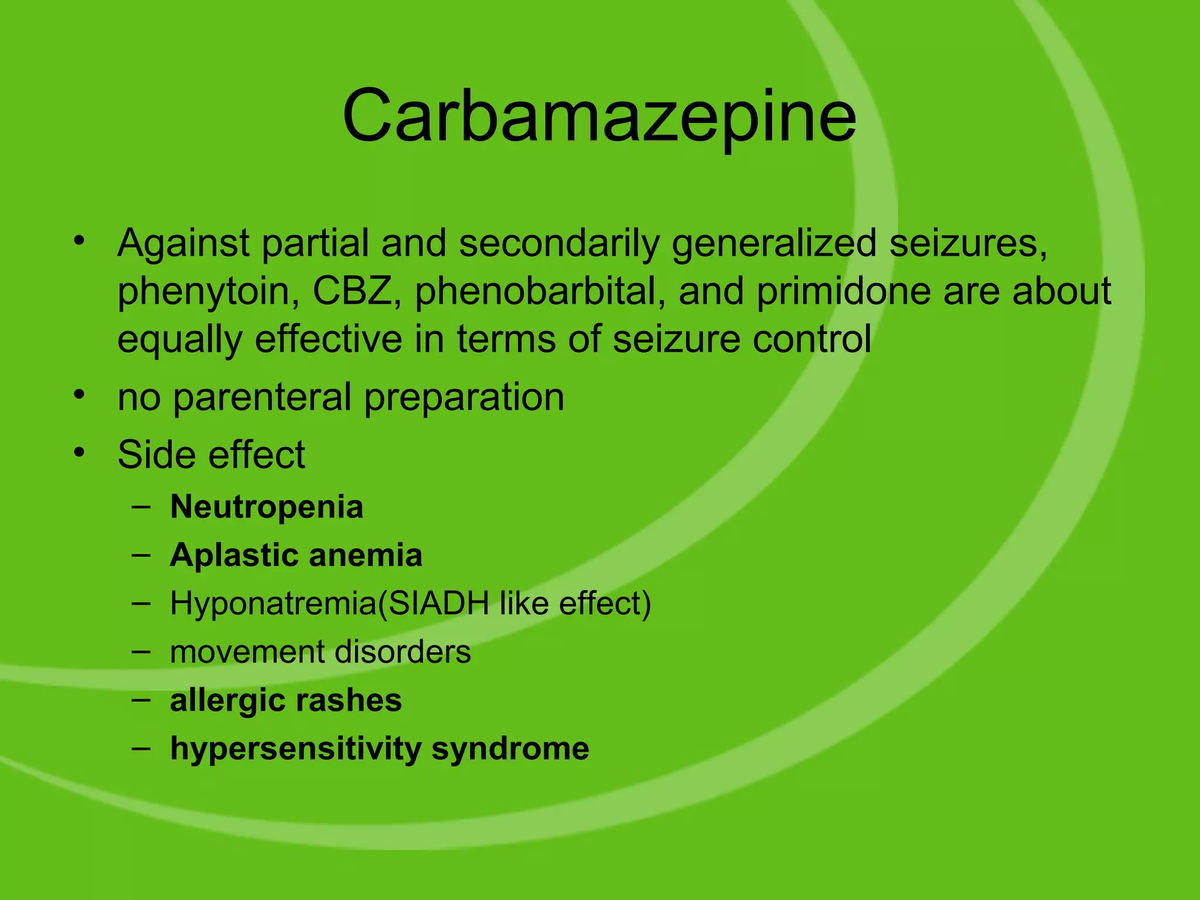 Carbamazepine
• Against partial and secondarily generalized seizures,
phenytoin, CBZ, phenobarbital, and primidone are about
equally effective in terms of seizure control
• no parenteral preparation
• Side effect
– Neutropenia
– Aplastic anemia
– Hyponatremia(SIADH like effect)
– movement disorders
– allergic rashes
– hypersensitivity syndrome